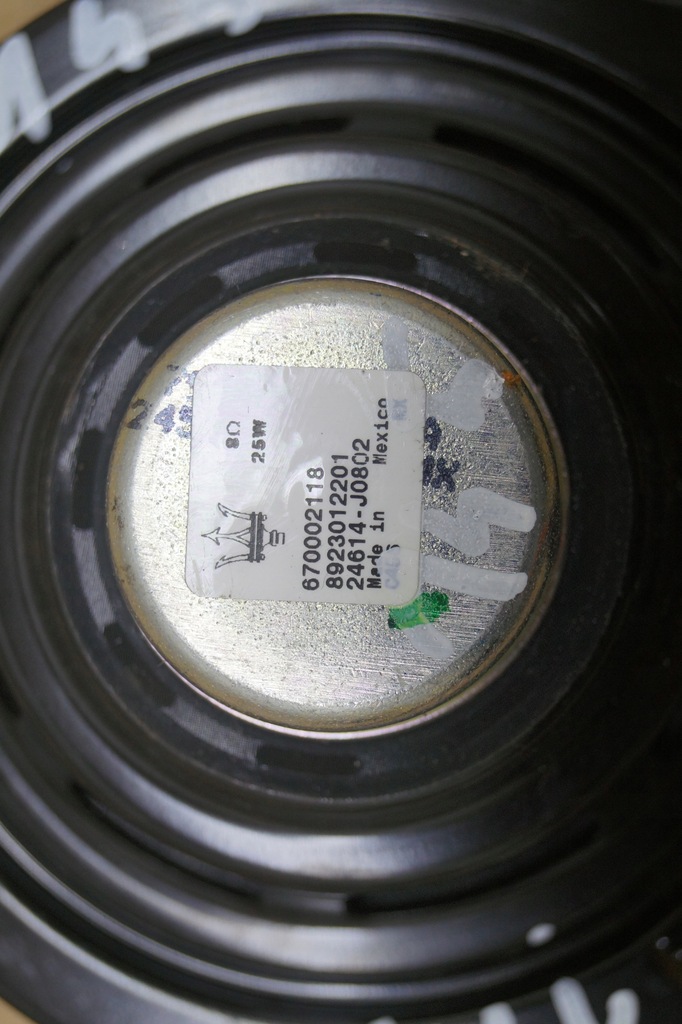 8Ω
25W
670002118
8923012201
24614-J0802
Made in Mexico